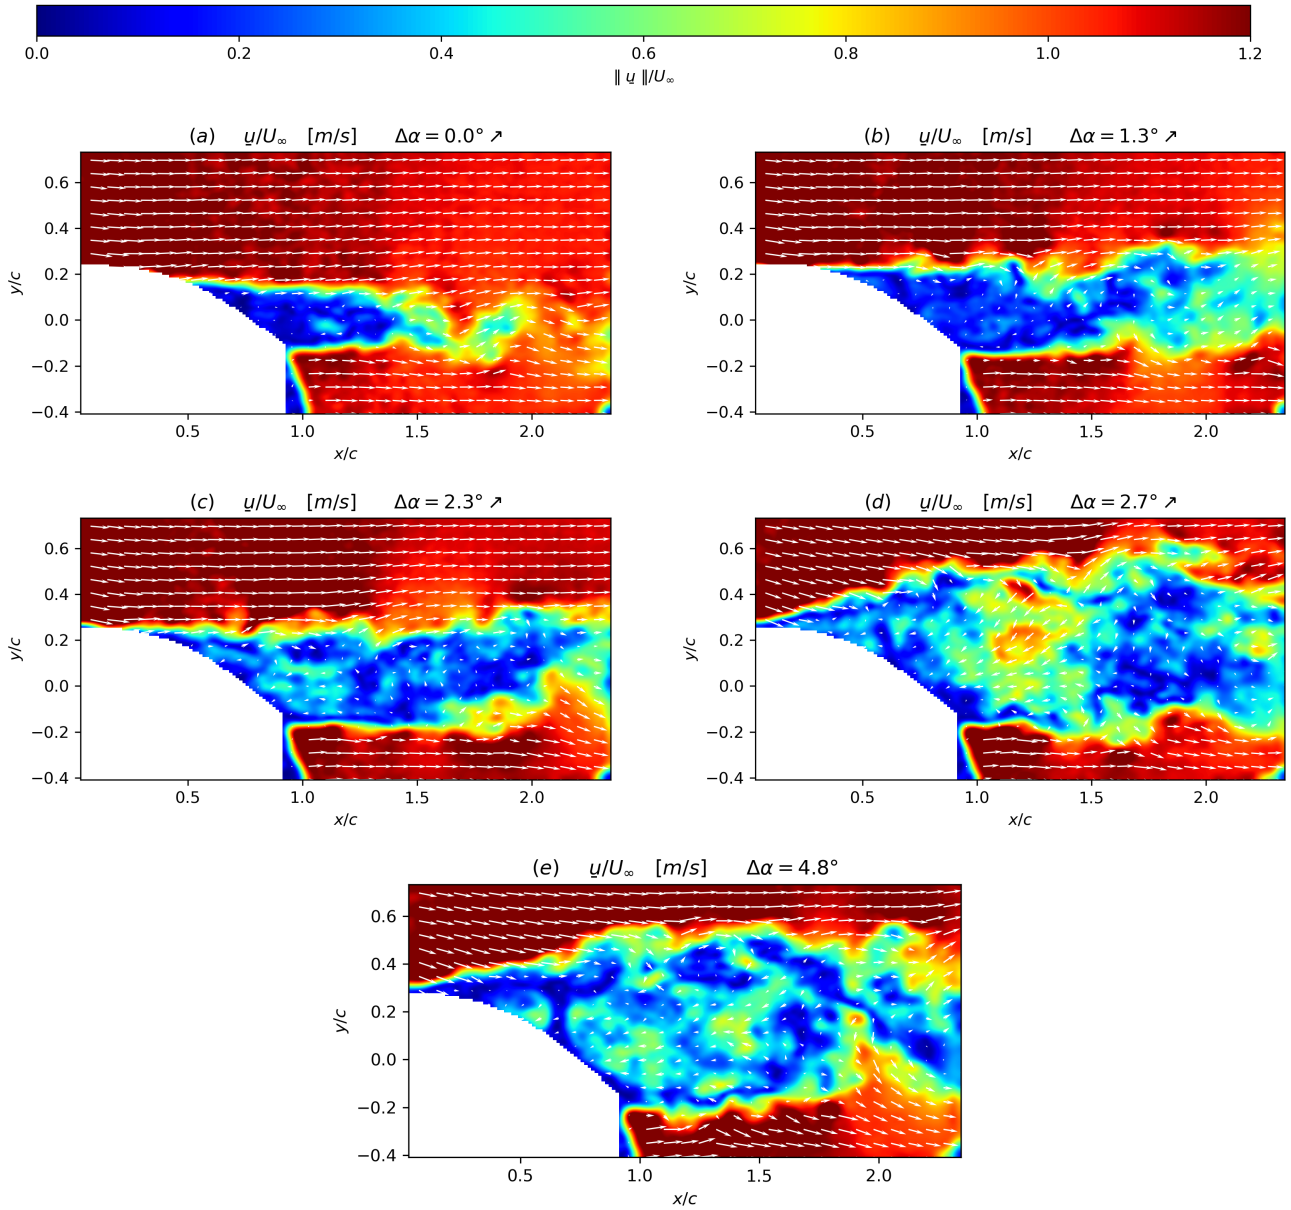 0.0 0.2 0.4 0.6 0.8 1.0 1.2
‖ u̲ ‖/U∞
(a) u̲/U∞ [m/s] Δα = 0.0° ↗
0.6
0.4
0.2
0.0
−0.2
−0.4
y/c
0.5 1.0 1.5 2.0
x/c
(b) u̲/U∞ [m/s] Δα = 1.3° ↗
0.6
0.4
0.2
0.0
−0.2
−0.4
y/c
0.5 1.0 1.5 2.0
x/c
(c) u̲/U∞ [m/s] Δα = 2.3° ↗
0.6
0.4
0.2
0.0
−0.2
−0.4
y/c
0.5 1.0 1.5 2.0
x/c
(d) u̲/U∞ [m/s] Δα = 2.7° ↗
0.6
0.4
0.2
0.0
−0.2
−0.4
y/c
0.5 1.0 1.5 2.0
x/c
(e) u̲/U∞ [m/s] Δα = 4.8°
0.6
0.4
0.2
0.0
−0.2
−0.4
y/c
0.5 1.0 1.5 2.0
x/c